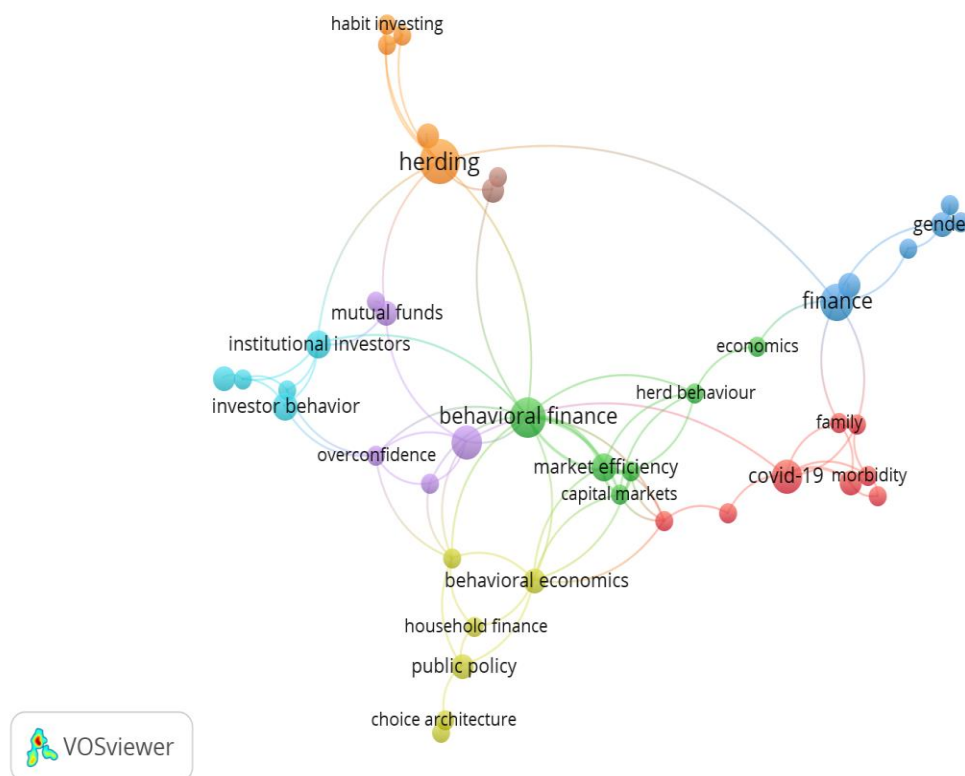 habit investing
herding
gende
mutual funds
finance
institutional investors
economics
investor behavior
herd behaviour
behavioral finance
family
overconfidence
market efficiency
covid-19
morbidity
capital markets
behavioral economics
household finance
public policy
choice architecture
VOSviewer